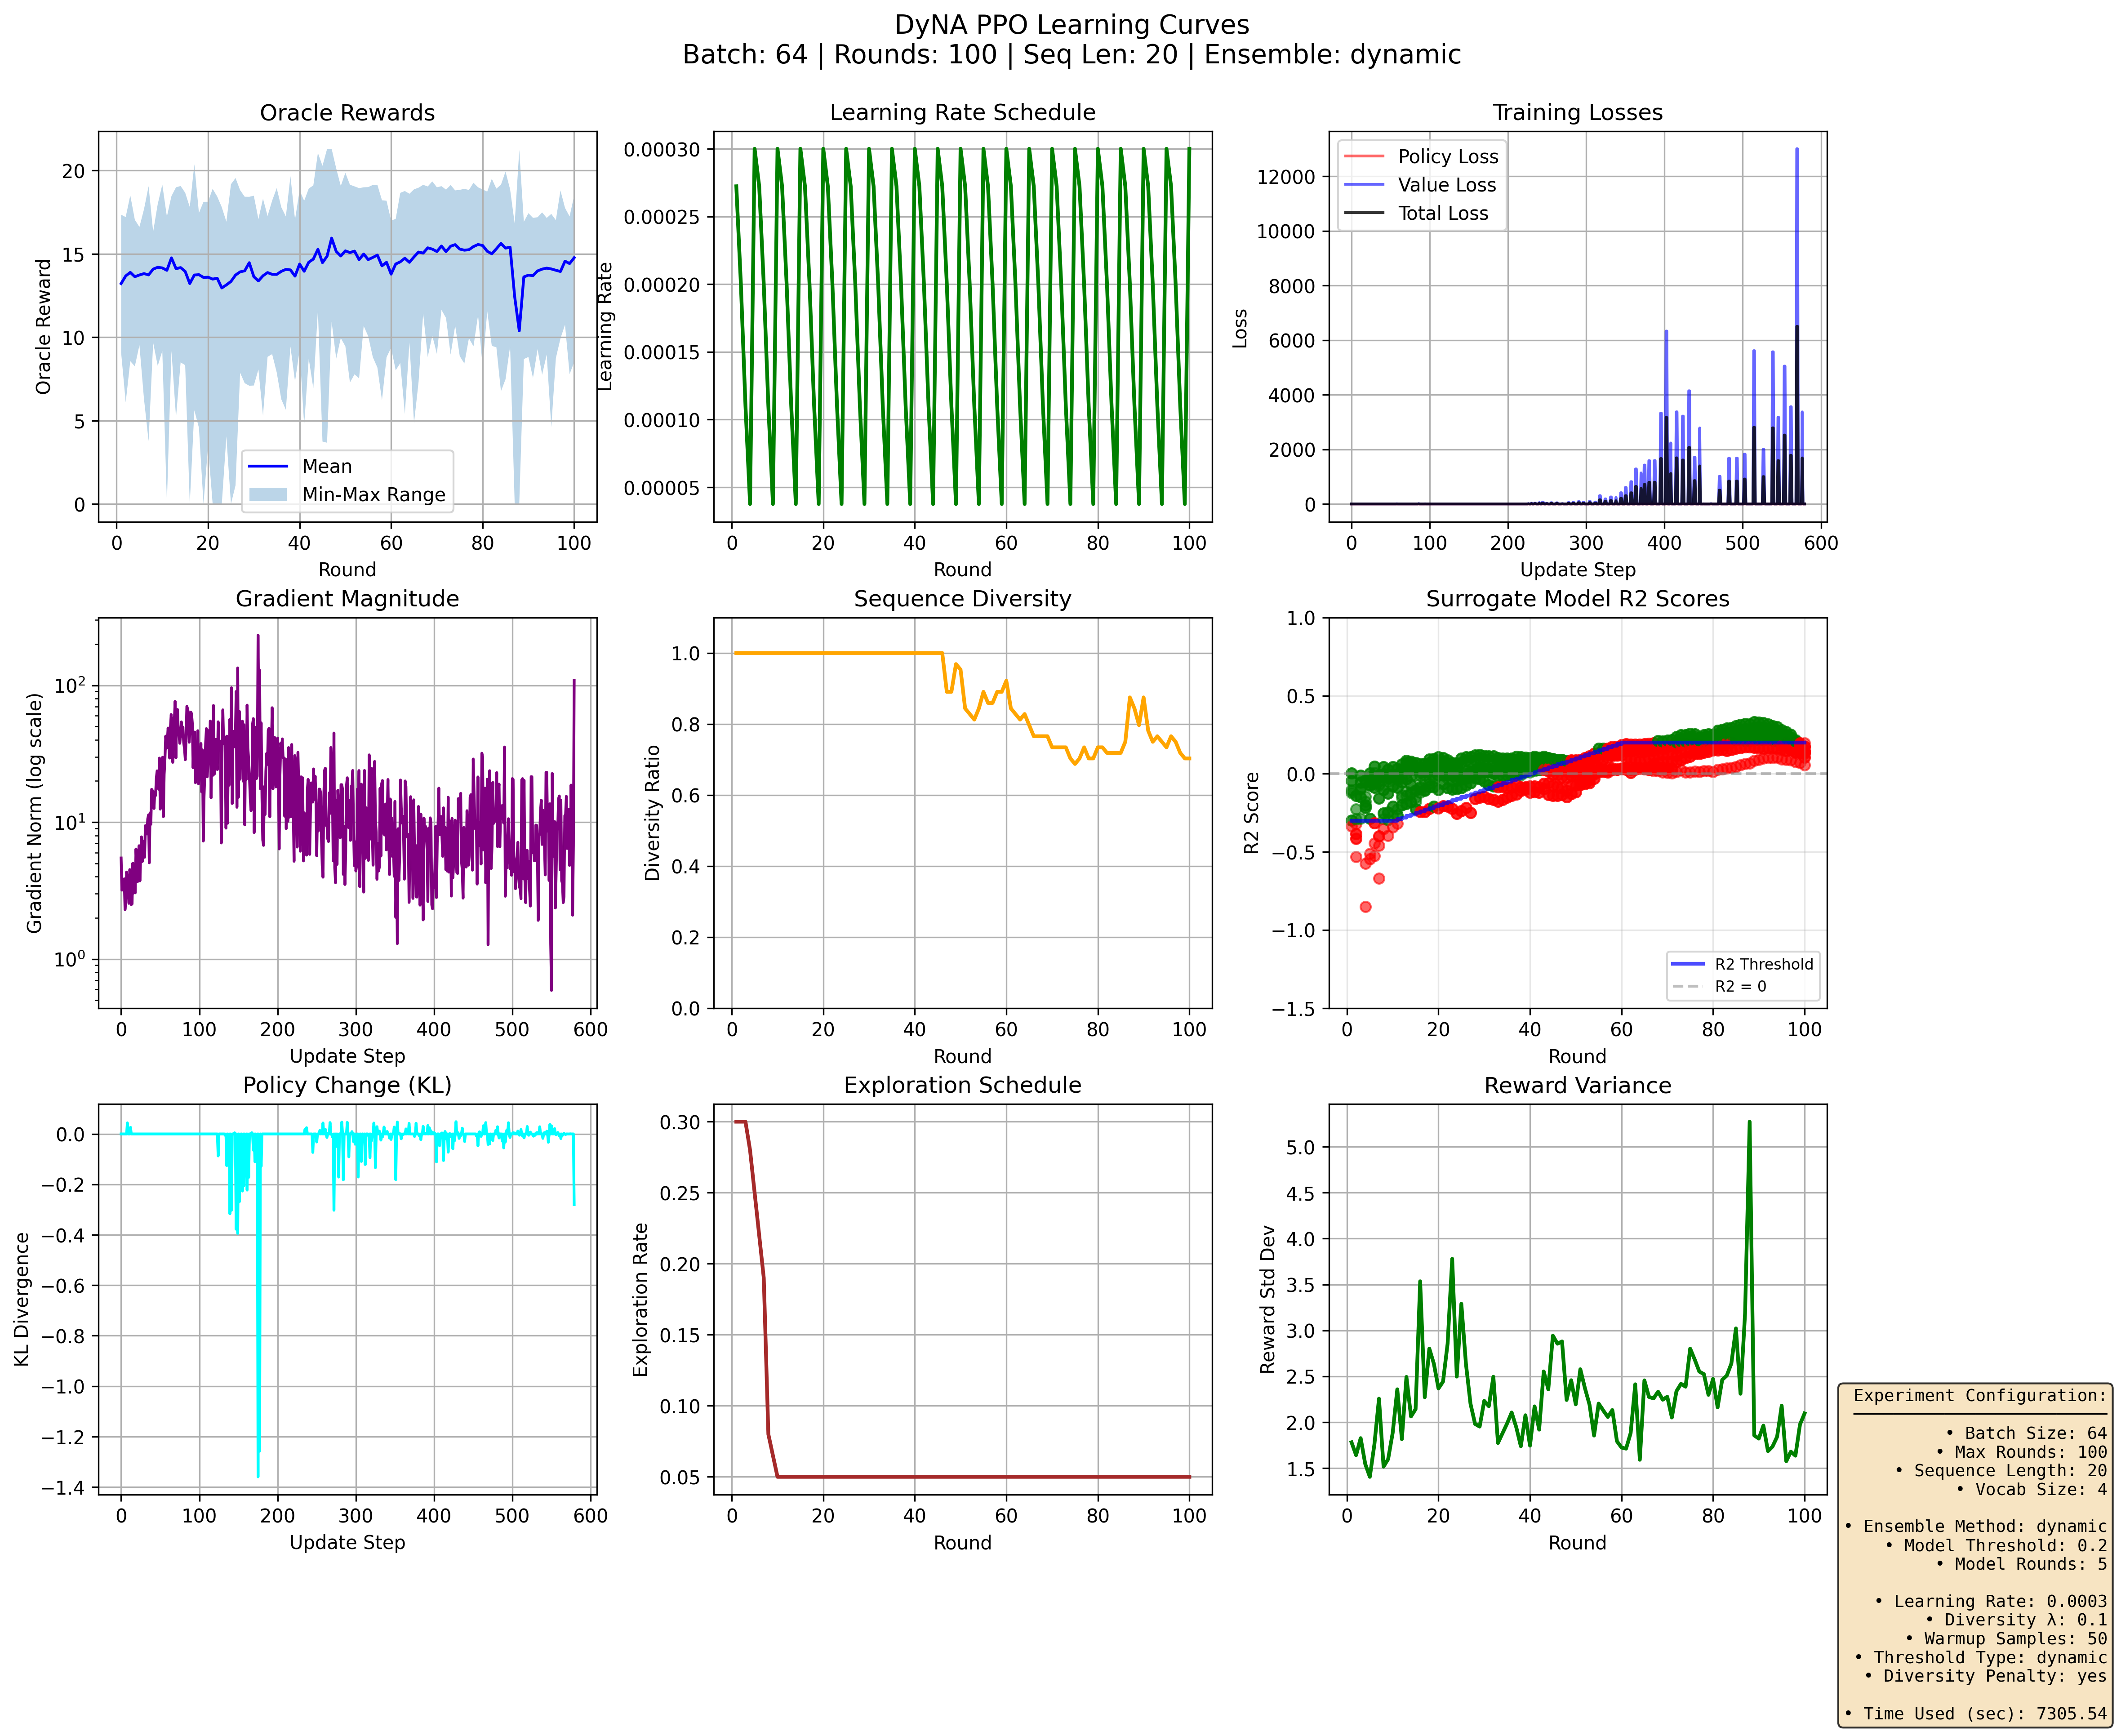 DyNA PPO Learning Curves
Batch: 64 | Rounds: 100 | Seq Len: 20 | Ensemble: dynamic
Oracle Rewards
Oracle Reward
20
15
10
5
0
Mean
Min-Max Range
0 20 40 60 80 100
Round
Learning Rate Schedule
Learning Rate
0.00030
0.00025
0.00020
0.00015
0.00010
0.00005
0 20 40 60 80 100
Round
Training Losses
Loss
12000
10000
8000
6000
4000
2000
0
Policy Loss
Value Loss
Total Loss
0 100 200 300 400 500 600
Update Step
Gradient Magnitude
Gradient Norm (log scale)
10²
10¹
10⁰
0 100 200 300 400 500 600
Update Step
Sequence Diversity
Diversity Ratio
1.0
0.8
0.6
0.4
0.2
0.0
0 20 40 60 80 100
Round
Surrogate Model R2 Scores
R2 Score
1.0
0.5
0.0
−0.5
−1.0
−1.5
R2 Threshold
R2 = 0
0 20 40 60 80 100
Round
Policy Change (KL)
KL Divergence
0.0
−0.2
−0.4
−0.6
−0.8
−1.0
−1.2
−1.4
0 100 200 300 400 500 600
Update Step
Exploration Schedule
Exploration Rate
0.30
0.25
0.20
0.15
0.10
0.05
0 20 40 60 80 100
Round
Reward Variance
Reward Std Dev
5.0
4.5
4.0
3.5
3.0
2.5
2.0
1.5
0 20 40 60 80 100
Round
Experiment Configuration:
• Batch Size: 64
• Max Rounds: 100
• Sequence Length: 20
• Vocab Size: 4
• Ensemble Method: dynamic
• Model Threshold: 0.2
• Model Rounds: 5
• Learning Rate: 0.0003
• Diversity λ: 0.1
• Warmup Samples: 50
• Threshold Type: dynamic
• Diversity Penalty: yes
• Time Used (sec): 7305.54